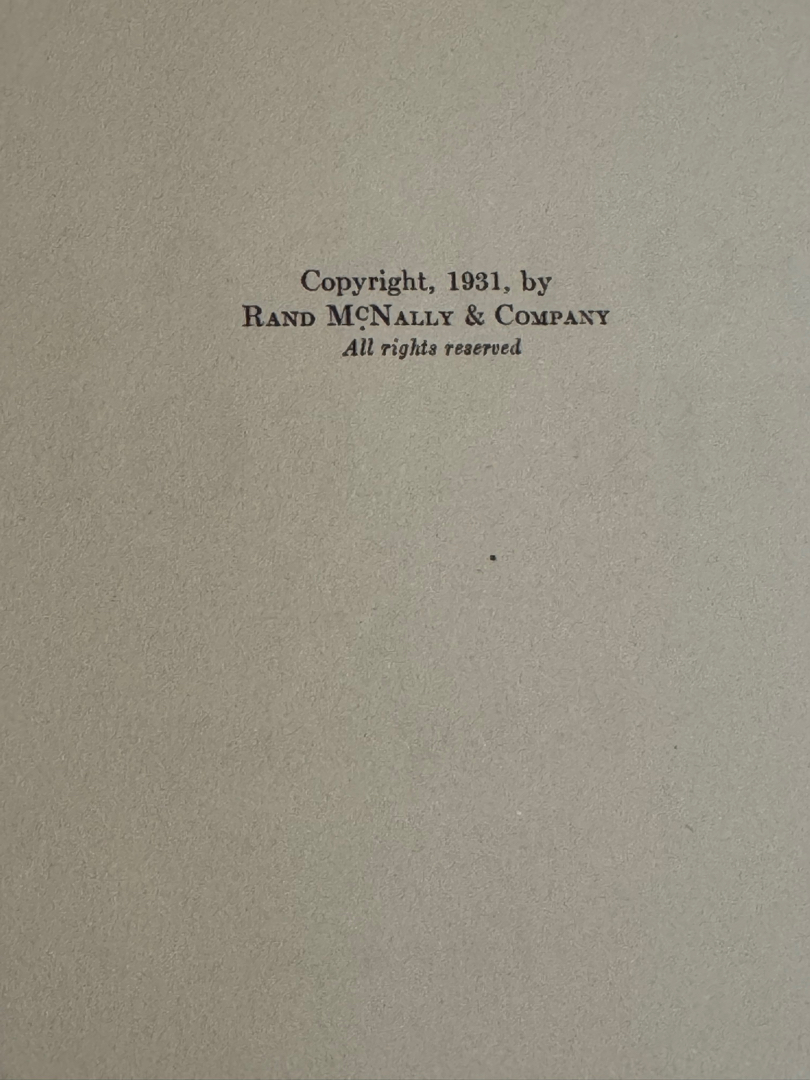 Copyright, 1931, by
RAND MCNALLY & COMPANY
All rights reserved